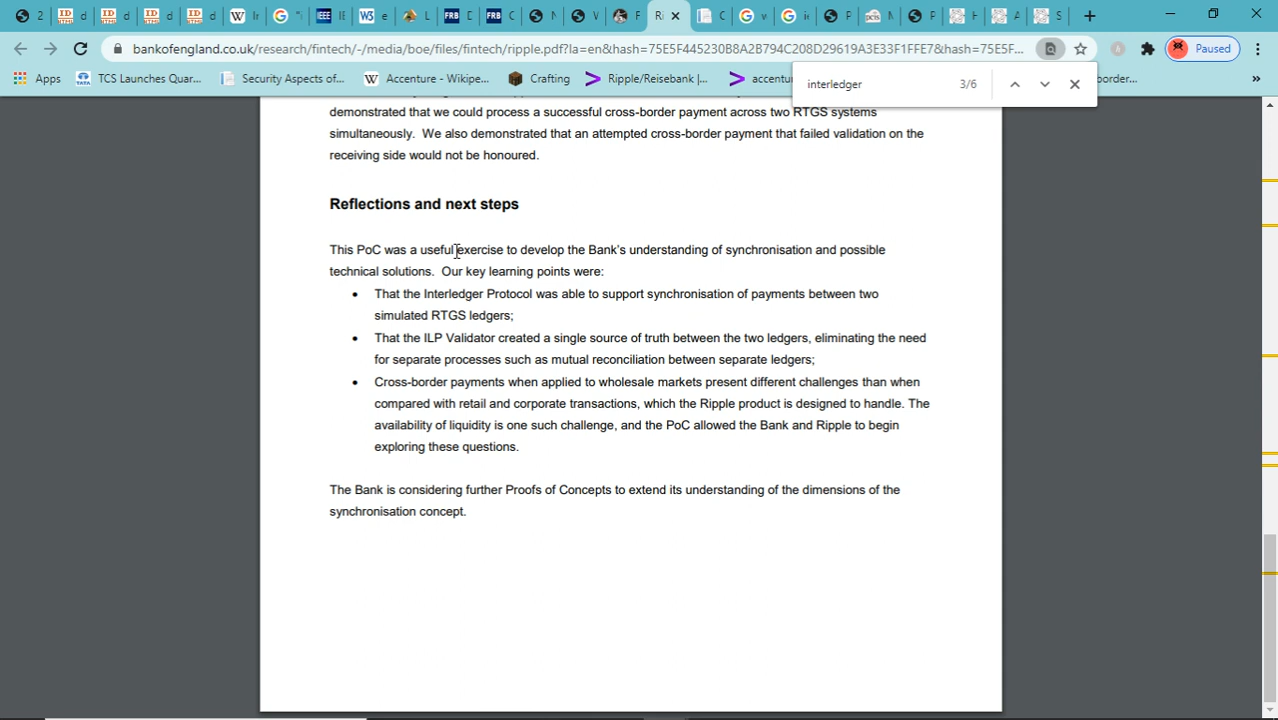 2
d
d
d
d
Ir
"i
IE
e
L
D
C
N
V
F
Ri
C
v
ie
P
N
P
H
A
S
Paused
bankofengland.co.uk/research/fintech/-/media/boe/files/fintech/ripple.pdf?la=en&hash=75E5F445230B8A2B794C208D29619A3E33F1FFE7&hash=75E5F...
Apps
TCS Launches Quar...
Security Aspects of...
Accenture - Wikipe...
Crafting
Ripple/Reisebank |...
accentu
order...
interledger
3/6
demonstrated that we could process a successful cross-border payment across two RTGS systems
simultaneously. We also demonstrated that an attempted cross-border payment that failed validation on the
receiving side would not be honoured.
Reflections and next steps
This PoC was a useful exercise to develop the Bank's understanding of synchronisation and possible
technical solutions. Our key learning points were:
• That the Interledger Protocol was able to support synchronisation of payments between two
simulated RTGS ledgers;
• That the ILP Validator created a single source of truth between the two ledgers, eliminating the need
for separate processes such as mutual reconciliation between separate ledgers;
• Cross-border payments when applied to wholesale markets present different challenges than when
compared with retail and corporate transactions, which the Ripple product is designed to handle. The
availability of liquidity is one such challenge, and the PoC allowed the Bank and Ripple to begin
exploring these questions.
The Bank is considering further Proofs of Concepts to extend its understanding of the dimensions of the
synchronisation concept.